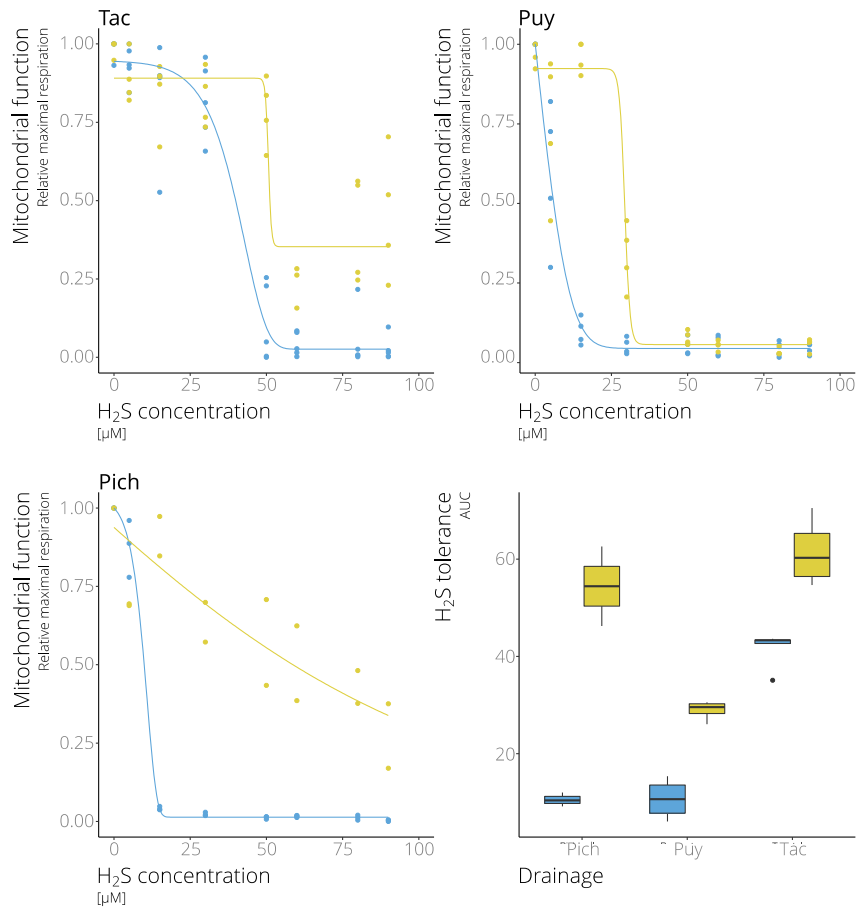 Tac
Mitochondrial function
Relative maximal respiration
1.00
0.75
0.50
0.25
0.00
0
25
50
75
100
H₂S concentration
[µM]
Puy
Mitochondrial function
Relative maximal respiration
1.00
0.75
0.50
0.25
0.00
0
25
50
75
100
H₂S concentration
[µM]
Pich
Mitochondrial function
Relative maximal respiration
1.00
0.75
0.50
0.25
0.00
0
25
50
75
100
H₂S concentration
[µM]
H₂S tolerance
AUC
60
40
20
Pich
Puy
Tac
Drainage